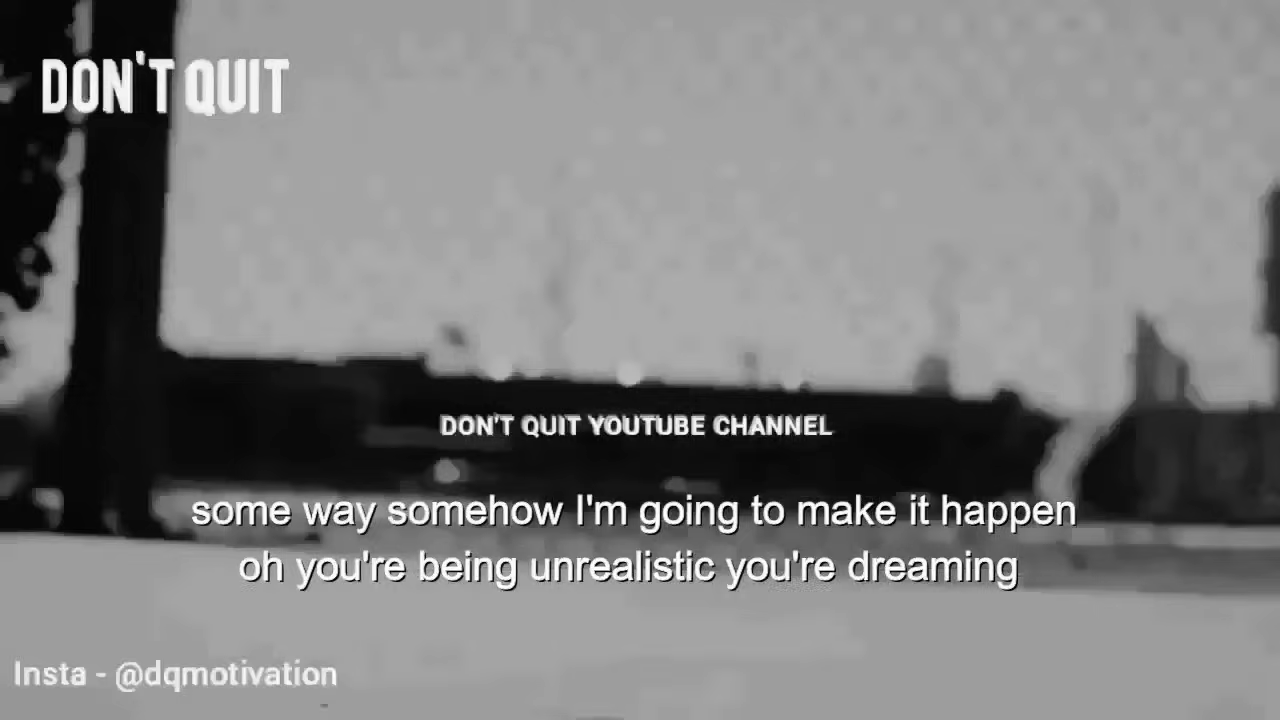 DON'T QUIT
DON'T QUIT YOUTUBE CHANNEL
some way somehow I'm going to make it happen
oh you're being unrealistic you're dreaming
Insta - @dqmotivation